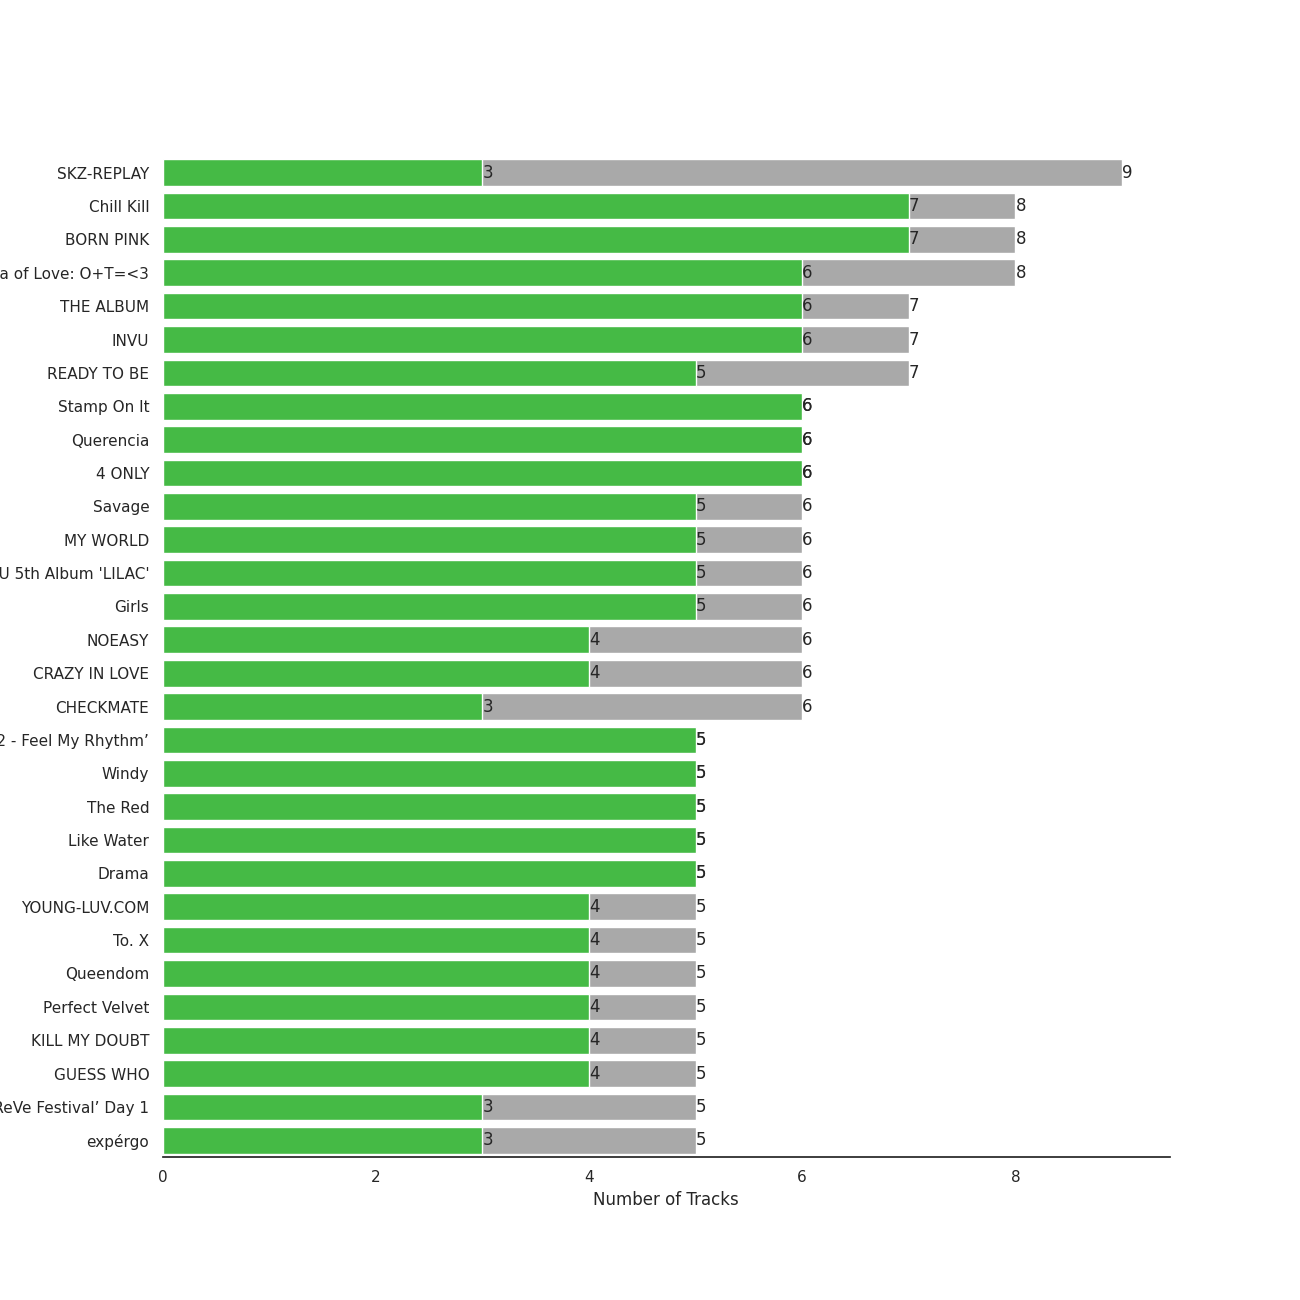 SKZ-REPLAY 3 9
Chill Kill 7 8
BORN PINK 7 8
of Love: O+T=<3 6 8
THE ALBUM 6 7
INVU 6 7
READY TO BE 5 7
Stamp On It 6
Querencia 6
4 ONLY 6
Savage 5 6
MY WORLD 5 6
5th Album 'LILAC' 5 6
Girls 5 6
NOEASY 4 6
CRAZY IN LOVE 4 6
CHECKMATE 3 6
2 - Feel My Rhythm’ 5
Windy 5
The Red 5
Like Water 5
Drama 5
YOUNG-LUV.COM 4 5
To. X 4 5
Queendom 4 5
Perfect Velvet 4 5
KILL MY DOUBT 4 5
GUESS WHO 4 5
ReVe Festival’ Day 1 3 5
expérgo 3 5
0 2 4 6 8
Number of Tracks